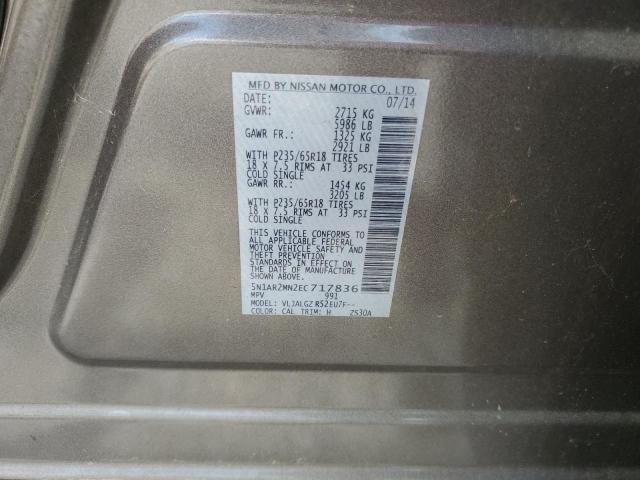 MFD BY NISSAN MOTOR CO., LTD.
DATE: 07/14
GVWR: 2715 KG
5986 LB
GAWR FR: 1325 KG
2921 LB
WITH P235/65R18 TIRES
18 X 7.5 RIMS AT 33 PSI
COLD SINGLE
GAWR RR.: 1454 KG
3205 LB
WITH P235/65R18 TIRES
18 X 7.5 RIMS AT 33 PSI
COLD SINGLE
THIS VEHICLE CONFORMS TO
ALL APPLICABLE FEDERAL
MOTOR VEHICLE SAFETY AND
THEFT PREVENTION
STANDARDS IN EFFECT ON
THE DATE OF MANUFACTURE
SHOWN ABOVE.
5N1AR2MN2EC717836
MPV 991
MODEL: VLJALGZ R52EU7F--
COLOR: CAL TRIM: H ZS30A